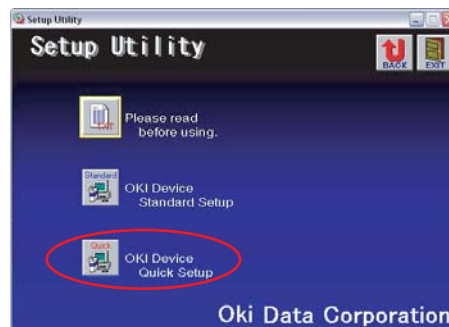 Setup Utility
Setup Utility
BACK
EXIT
TXT
Please read
before using.
Standard
OKI Device
Standard Setup
Quick
OKI Device
Quick Setup
Oki Data Corporation